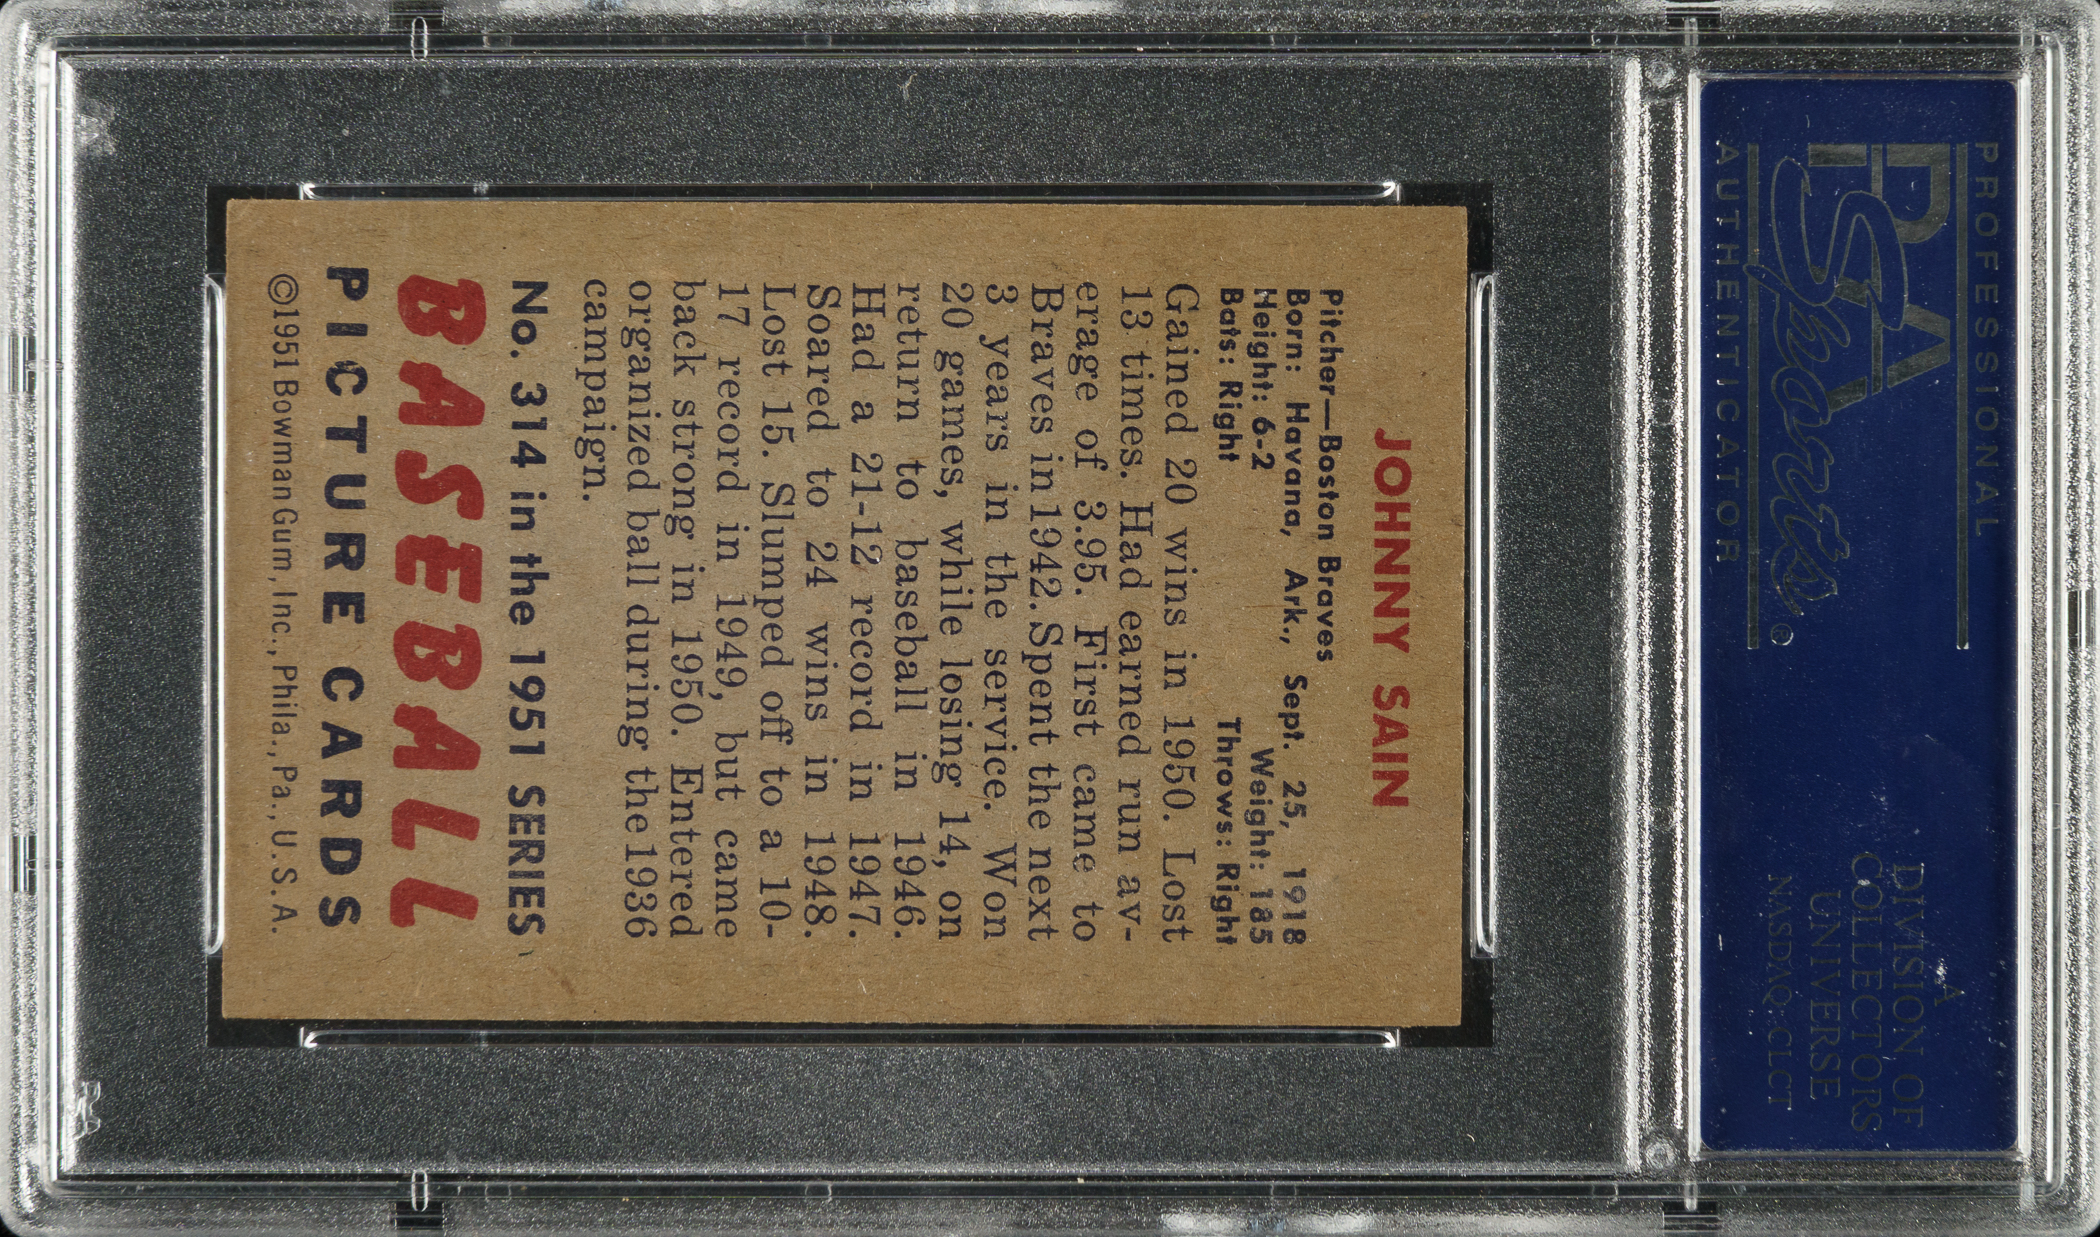 PROFESSIONAL
PSA
Sports®
AUTHENTICATOR
A
DIVISION OF
COLLECTORS
UNIVERSE
NASDAQ: CLCT
JOHNNY SAIN
Pitcher—Boston Braves
Born: Havana, Ark., Sept. 25, 1918
Height: 6-2 Weight: 185
Bats: Right Throws: Right
Gained 20 wins in 1950. Lost
13 times. Had earned run av-
erage of 3.95. First came to
Braves in 1942. Spent the next
3 years in the service. Won
20 games, while losing 14, on
return to baseball in 1946.
Had a 21-12 record in 1947.
Soared to 24 wins in 1948.
Lost 15. Slumped off to a 10-
17 record in 1949, but came
back strong in 1950. Entered
organized ball during the 1936
campaign.
No. 314 in the 1951 SERIES
BASEBALL
PICTURE CARDS
©1951 Bowman Gum, Inc., Phila., Pa., U.S.A.